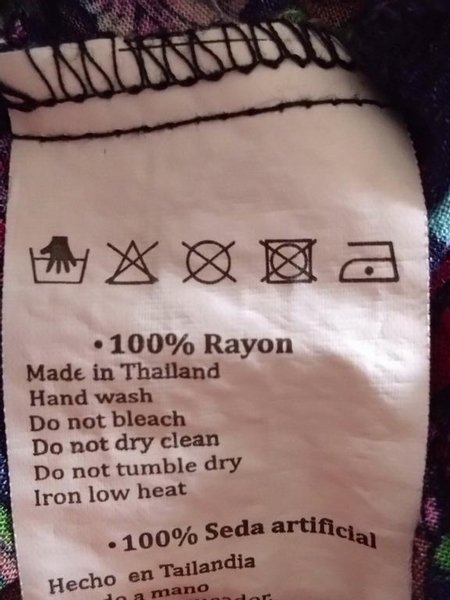 • 100% Rayon
Made in Thailand
Hand wash
Do not bleach
Do not dry clean
Do not tumble dry
Iron low heat
• 100% Seda artificial
Hecho en Tailandia
a mano